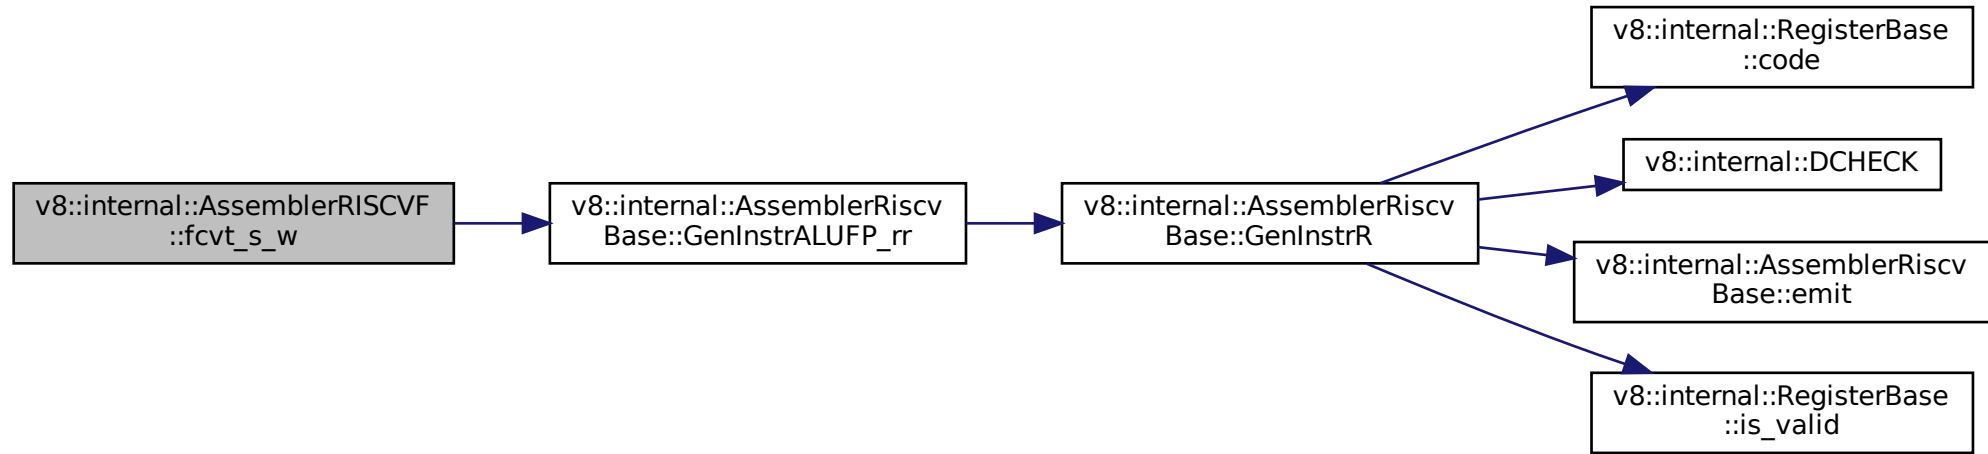 v8::internal::AssemblerRISCVF
::fcvt_s_w
v8::internal::AssemblerRiscv
Base::GenInstrALUFP_rr
v8::internal::AssemblerRiscv
Base::GenInstrR
v8::internal::RegisterBase
::code
v8::internal::DCHECK
v8::internal::AssemblerRiscv
Base::emit
v8::internal::RegisterBase
::is_valid